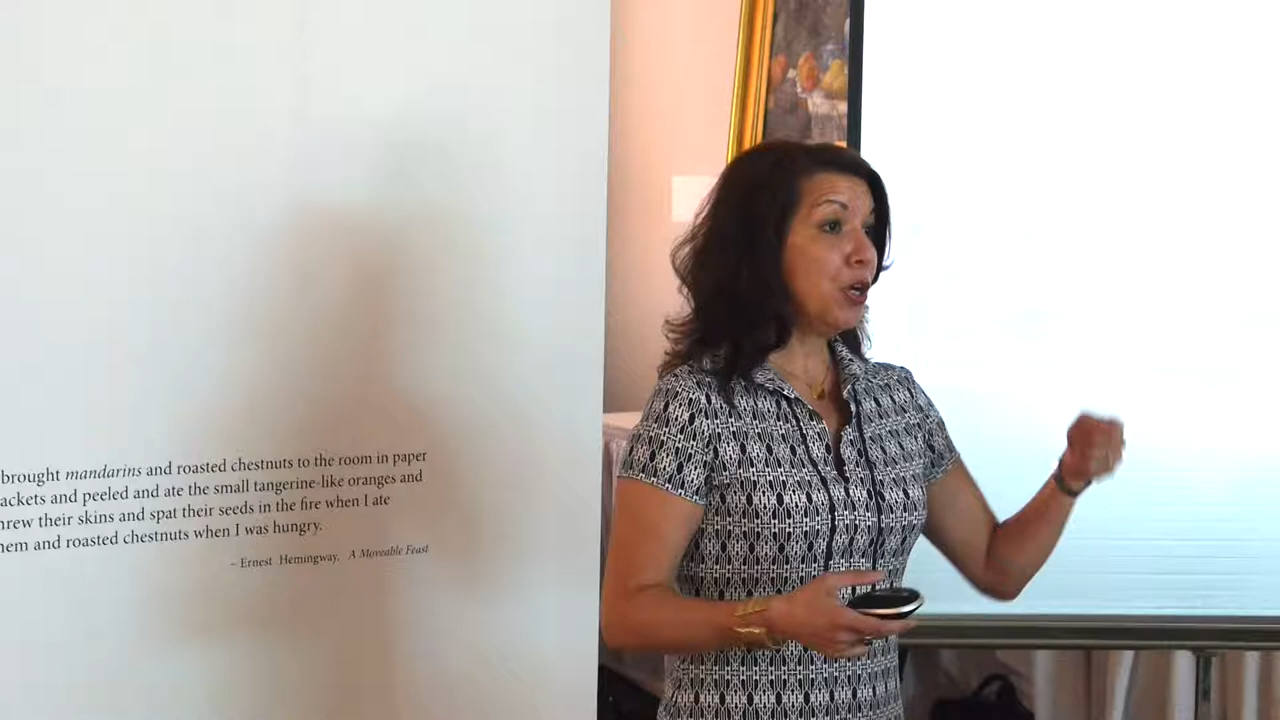 brought mandarins and roasted chestnuts to the room in paper
ackets and peeled and ate the small tangerine-like oranges and
hrew their skins and spat their seeds in the fire when I ate
hem and roasted chestnuts when I was hungry.
– Ernest Hemingway, A Moveable Feast